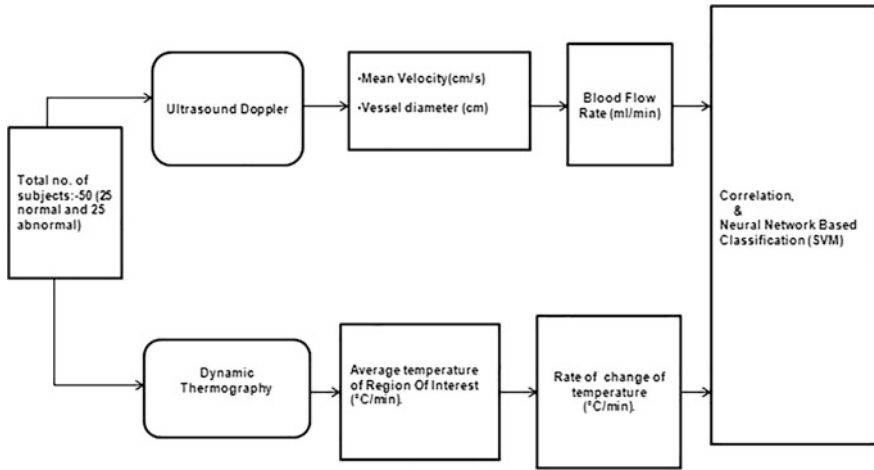 Total no. of
subjects:-50 (25
normal and 25
abnormal)
Ultrasound Doppler
•Mean Velocity(cm/s)
•Vessel diameter (cm)
Blood Flow
Rate (ml/min)
Dynamic
Thermography
Average temperature
of Region Of Interest
(°C/min).
Rate of change of
temperature
(°C/min).
Correlation,
&
Neural Network Based
Classification (SVM)